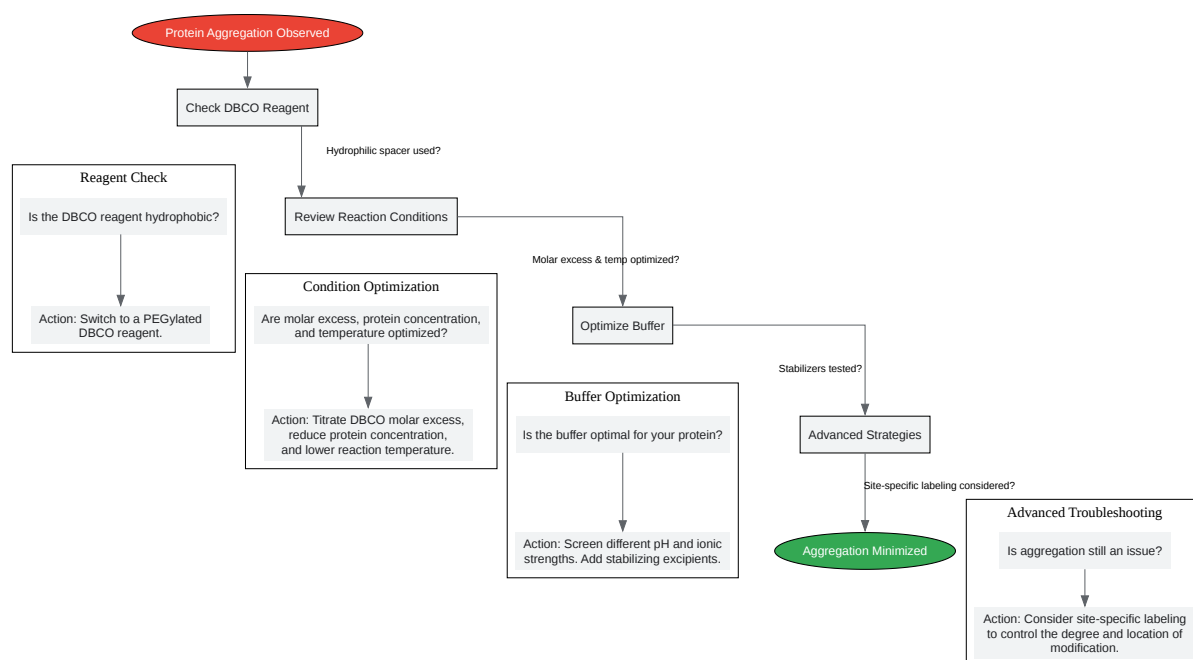 Protein Aggregation Observed
Check DBCO Reagent
Hydrophilic spacer used?
Reagent Check
Is the DBCO reagent hydrophobic?
Action: Switch to a PEGylated
DBCO reagent.
Review Reaction Conditions
Molar excess & temp optimized?
Condition Optimization
Are molar excess, protein concentration,
and temperature optimized?
Action: Titrate DBCO molar excess,
reduce protein concentration,
and lower reaction temperature.
Optimize Buffer
Stabilizers tested?
Buffer Optimization
Is the buffer optimal for your protein?
Action: Screen different pH and ionic
strengths. Add stabilizing excipients.
Advanced Strategies
Site-specific labeling considered?
Aggregation Minimized
Advanced Troubleshooting
Is aggregation still an issue?
Action: Consider site-specific labeling
to control the degree and location of
modification.